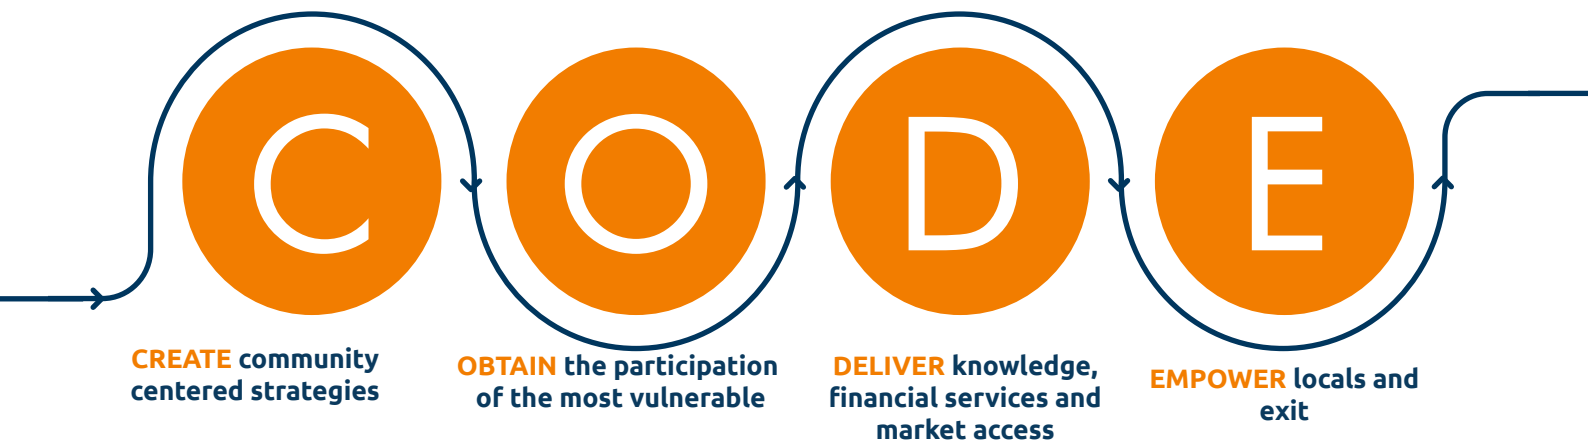 C
O
D
E
CREATE community
centered strategies
OBTAIN the participation
of the most vulnerable
DELIVER knowledge,
financial services and
market access
EMPOWER locals and
exit